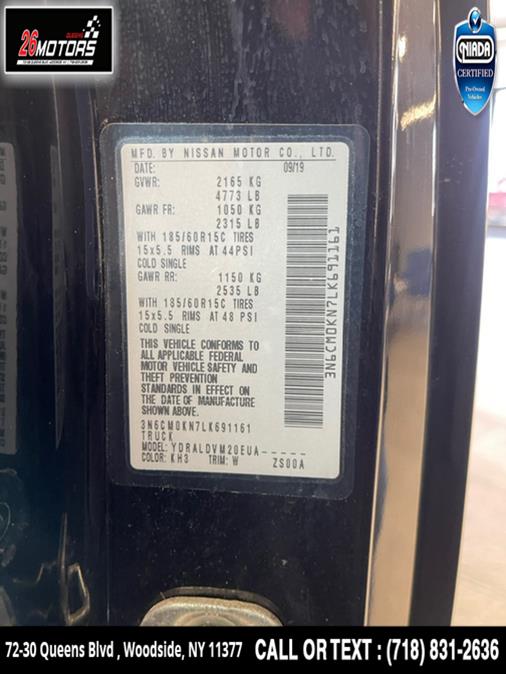 QUEENS
26MOTORS
NIADA
CERTIFIED
Pre-Owned
Vehicles
MFD. BY NISSAN MOTOR CO., LTD.
DATE: 09/19
GVWR: 2165 KG
4773 LB
GAWR FR: 1050 KG
2315 LB
WITH 185/60R15C TIRES
15x5.5 RIMS AT 44PSI
COLD SINGLE
GAWR RR: 1150 KG
2535 LB
WITH 185/60R15C TIRES
15x5.5 RIMS AT 48 PSI
COLD SINGLE
THIS VEHICLE CONFORMS TO
ALL APPLICABLE FEDERAL
MOTOR VEHICLE SAFETY AND
THEFT PREVENTION
STANDARDS IN EFFECT ON
THE DATE OF MANUFACTURE
SHOWN ABOVE.
3N6CM0KN7LK691161
TRUCK
MODEL: YDRALDVM20EUA-----
COLOR: KH3 TRIM: W ZS00A
3N6CM0KN7LK691161
72-30 Queens Blvd , Woodside, NY 11377 CALL OR TEXT : (718) 831-2636